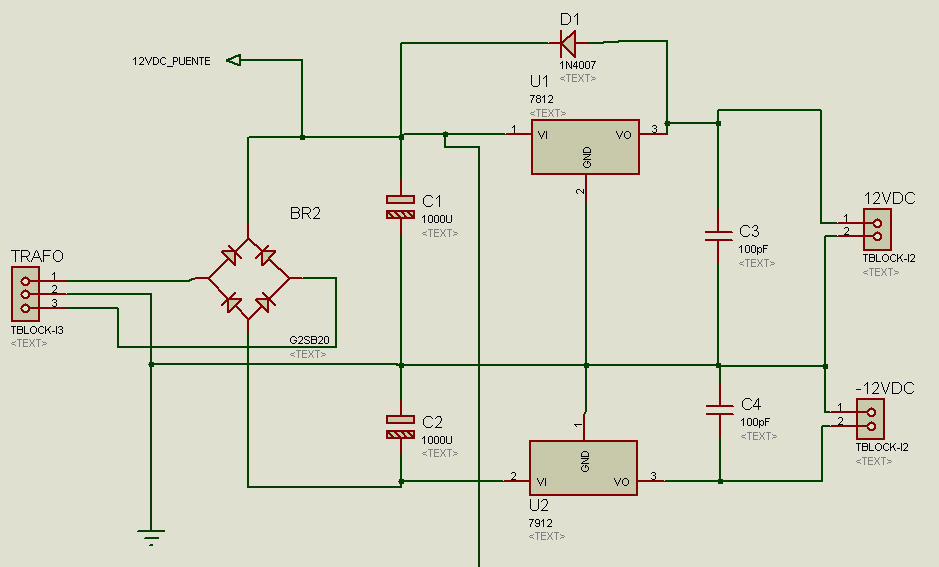 D1
12VDC_PUENTE
1N4007
<TEXT>
U1
7812
<TEXT>
1
VI
VO
3
GND
2
C1
1000U
<TEXT>
BR2
C3
100pF
<TEXT>
12VDC
1
2
TBLOCK-I2
<TEXT>
TRAFO
1
2
3
TBLOCK-I3
<TEXT>
G2SB20
<TEXT>
C2
1000U
<TEXT>
C4
100pF
<TEXT>
-12VDC
1
2
TBLOCK-I2
<TEXT>
1
GND
2
VI
VO
3
U2
7912
<TEXT>